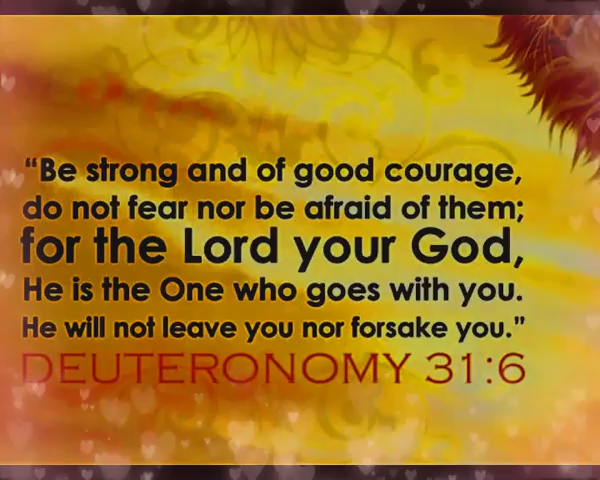 “Be strong and of good courage,
do not fear nor be afraid of them;
for the Lord your God,
He is the One who goes with you.
He will not leave you nor forsake you.”
DEUTERONOMY 31:6